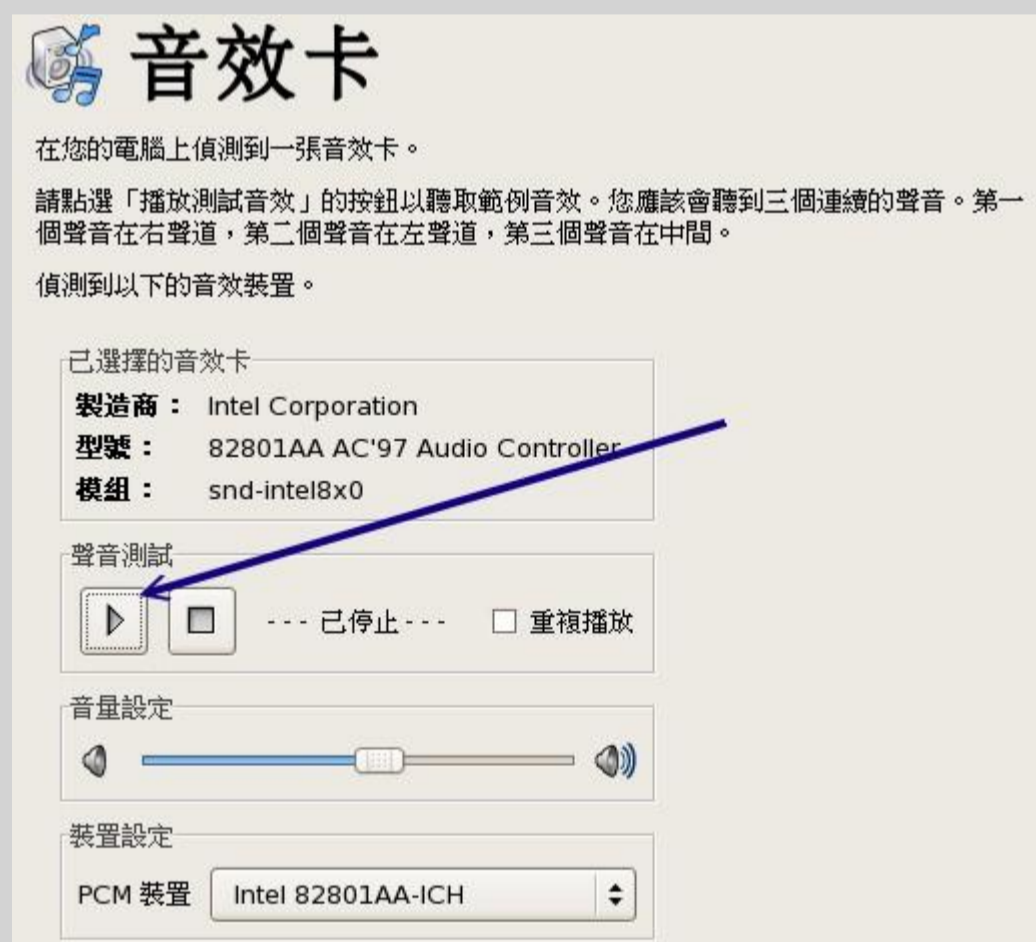 音效卡
在您的電腦上偵測到一張音效卡。
請點選「播放測試音效」的按鈕以聽取範例音效。您應該會聽到三個連續的聲音。第一
個聲音在右聲道，第二個聲音在左聲道，第三個聲音在中間。
偵測到以下的音效裝置。
已選擇的音效卡
製造商： Intel Corporation
型號： 82801AA AC'97 Audio Controller
模組： snd-intel8x0
聲音測試
--- 已停止--- 重複播放
音量設定
裝置設定
PCM 裝置 Intel 82801AA-ICH